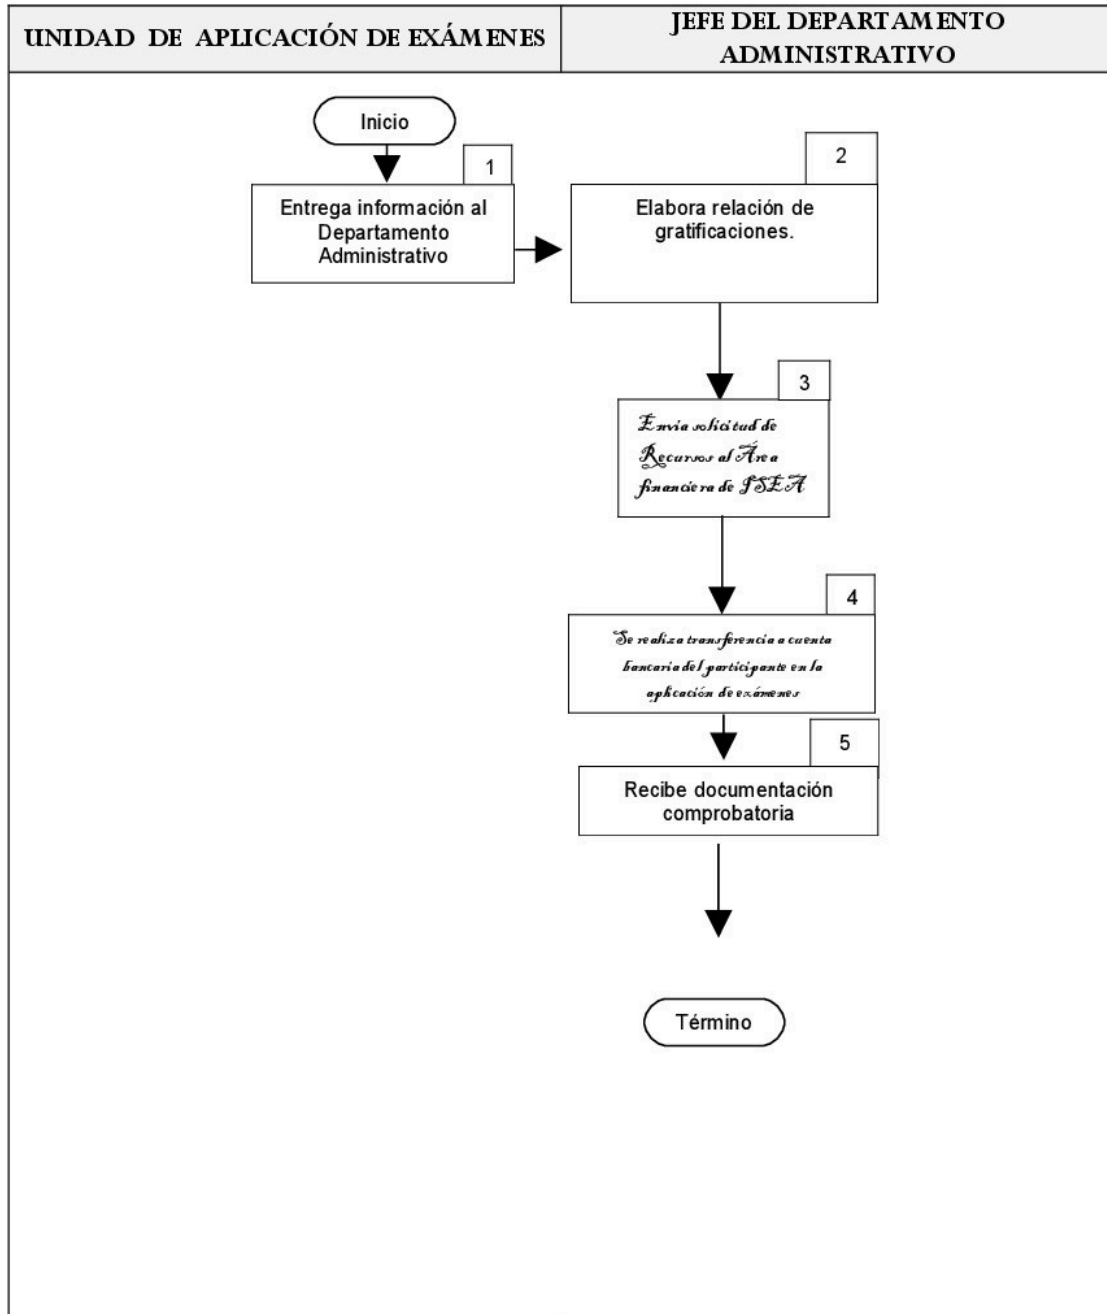 UNIDAD DE APLICACIÓN DE EXÁMENES
JEFE DEL DEPARTAMENTO
ADMINISTRATIVO
Inicio
1
Entrega información al
Departamento
Administrativo
2
Elabora relación de
gratificaciones.
3
Envía solicitud de
Recursos al Área
financiera de ISEA
4
Se realiza transferencia a cuenta
bancaria del participante en la
aplicación de exámenes
5
Recibe documentación
comprobatoria
Término